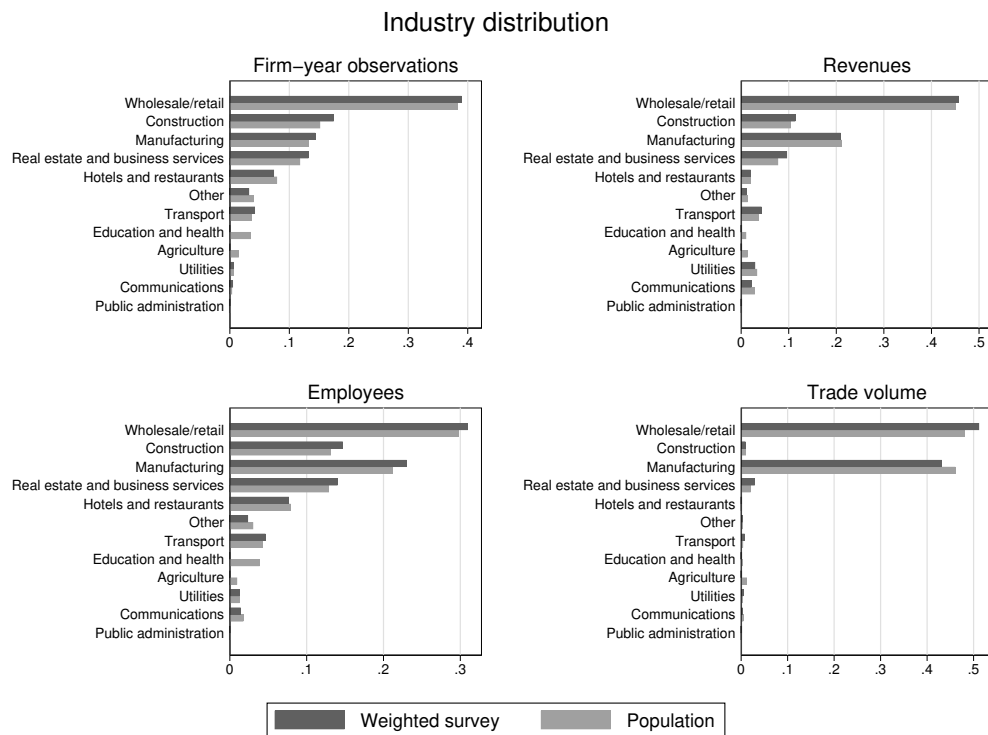 Industry distribution
Firm−year observations
Wholesale/retail
Construction
Manufacturing
Real estate and business services
Hotels and restaurants
Other
Transport
Education and health
Agriculture
Utilities
Communications
Public administration
0 .1 .2 .3 .4
Revenues
Wholesale/retail
Construction
Manufacturing
Real estate and business services
Hotels and restaurants
Other
Transport
Education and health
Agriculture
Utilities
Communications
Public administration
0 .1 .2 .3 .4 .5
Employees
Wholesale/retail
Construction
Manufacturing
Real estate and business services
Hotels and restaurants
Other
Transport
Education and health
Agriculture
Utilities
Communications
Public administration
0 .1 .2 .3
Trade volume
Wholesale/retail
Construction
Manufacturing
Real estate and business services
Hotels and restaurants
Other
Transport
Education and health
Agriculture
Utilities
Communications
Public administration
0 .1 .2 .3 .4 .5
Weighted survey Population